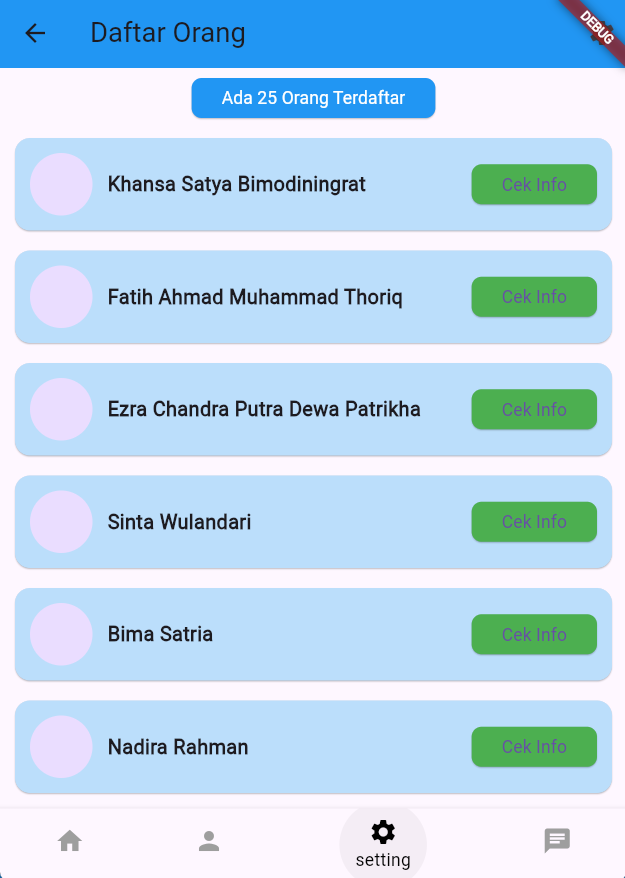 Daftar Orang
DEBUG
Ada 25 Orang Terdaftar
Khansa Satya Bimodiningrat
Cek Info
Fatih Ahmad Muhammad Thoriq
Cek Info
Ezra Chandra Putra Dewa Patrikha
Cek Info
Sinta Wulandari
Cek Info
Bima Satria
Cek Info
Nadira Rahman
Cek Info
setting